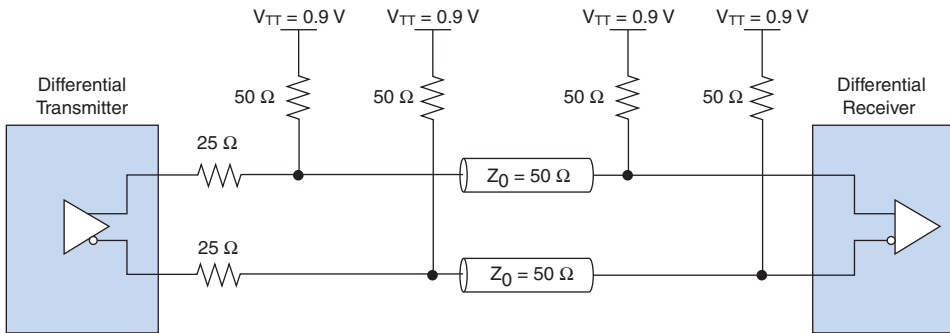 V_TT = 0.9 V V_TT = 0.9 V V_TT = 0.9 V V_TT = 0.9 V
Differential
Transmitter
Differential
Receiver
50 Ω 50 Ω 50 Ω 50 Ω
25 Ω
Z_0 = 50 Ω
25 Ω
Z_0 = 50 Ω